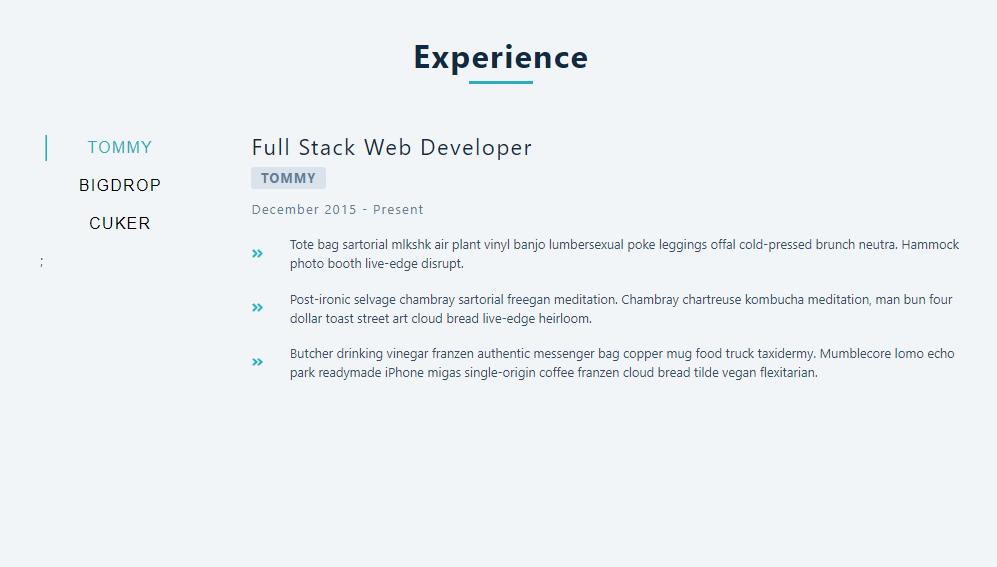 Experience
TOMMY
BIGDROP
CUKER
;
Full Stack Web Developer
TOMMY
December 2015 - Present
Tote bag sartorial mlkshk air plant vinyl banjo lumbersexual poke leggings offal cold-pressed brunch neutra. Hammock
photo booth live-edge disrupt.
Post-ironic selvage chambray sartorial freegan meditation. Chambray chartreuse kombucha meditation, man bun four
dollar toast street art cloud bread live-edge heirloom.
Butcher drinking vinegar franzen authentic messenger bag copper mug food truck taxidermy. Mumblecore lomo echo
park readymade iPhone migas single-origin coffee franzen cloud bread tilde vegan flexitarian.